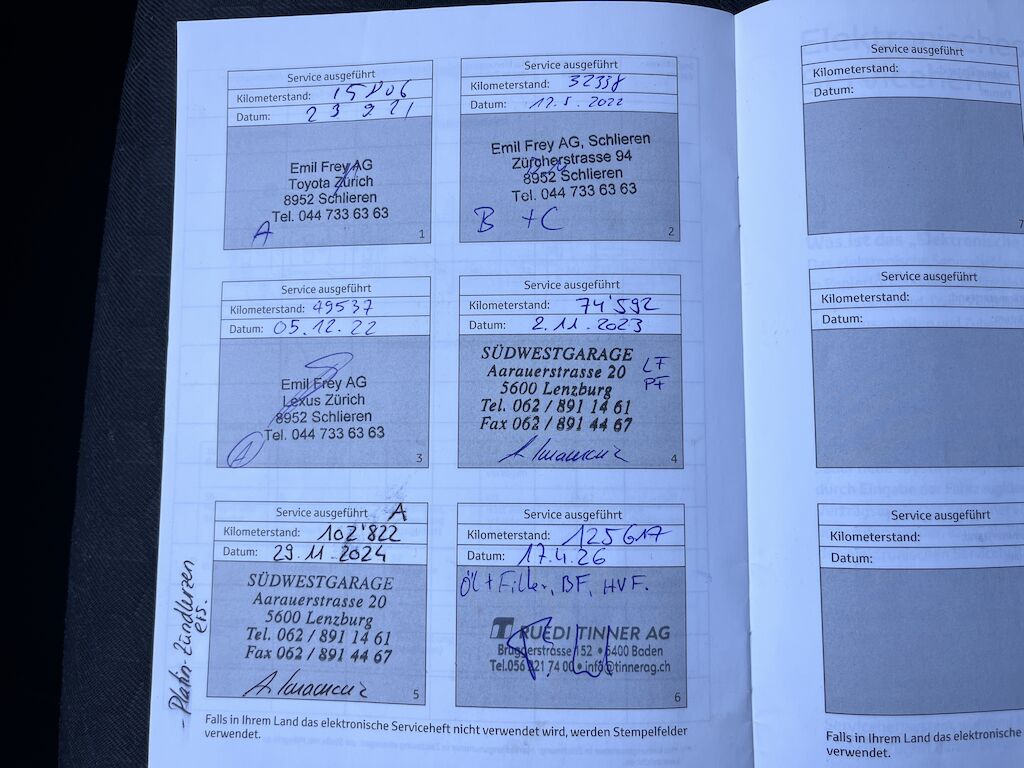 Service ausgeführt
Kilometerstand: 15806
Datum: 23 9 21
Emil Frey AG
Toyota Zürich
8952 Schlieren
Tel. 044 733 63 63
A
1
Service ausgeführt
Kilometerstand: 32338
Datum: 17.5.2022
Emil Frey AG, Schlieren
Zürcherstrasse 94
8952 Schlieren
Tel. 044 733 63 63
B + C
2
Service ausgeführt
Kilometerstand: 49537
Datum: 05.12.22
Emil Frey AG
Lexus Zürich
8952 Schlieren
Tel. 044 733 63 63
A
3
Service ausgeführt
Kilometerstand: 74'592
Datum: 2.11.2023
SÜDWESTGARAGE
Aarauerstrasse 20
5600 Lenzburg
Tel. 062 / 891 14 61
Fax 062 / 891 44 67
LF
PF
4
Service ausgeführt A
Kilometerstand: 102'822
Datum: 29.11.2024
SÜDWESTGARAGE
Aarauerstrasse 20
5600 Lenzburg
Tel. 062 / 891 14 61
Fax 062 / 891 44 67
5
- Platin-Zündkerzen
ers.
Service ausgeführt
Kilometerstand: 125617
Datum: 17.4.26
Öl + Filter, BF, HVF.
RUEDI TINNER AG
Bruggerstrasse 152 • 5400 Baden
Tel. 056 221 74 00 • info@tinnerag.ch
6
Falls in Ihrem Land das elektronische Serviceheft nicht verwendet wird, werden Stempelfelder
verwendet.
Service ausgeführt
Kilometerstand:
Datum:
7
Service ausgeführt
Kilometerstand:
Datum:
Service ausgeführt
Kilometerstand:
Datum:
Falls in Ihrem Land das elektronische
verwendet.